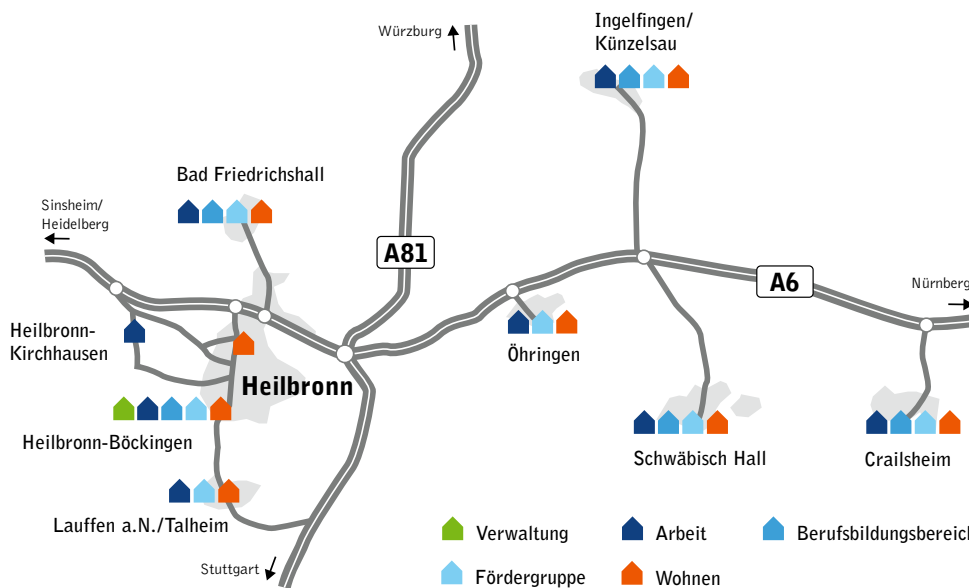 Ingelfingen/
Künzelsau
Würzburg
Bad Friedrichshall
Sinsheim/
Heidelberg
A81
A6
Nürnberg
Heilbronn-
Kirchhausen
Öhringen
Heilbronn
Heilbronn-Böckingen
Schwäbisch Hall
Crailsheim
Lauffen a.N./Talheim
Stuttgart
Verwaltung
Arbeit
Berufsbildungsbereich
Fördergruppe
Wohnen